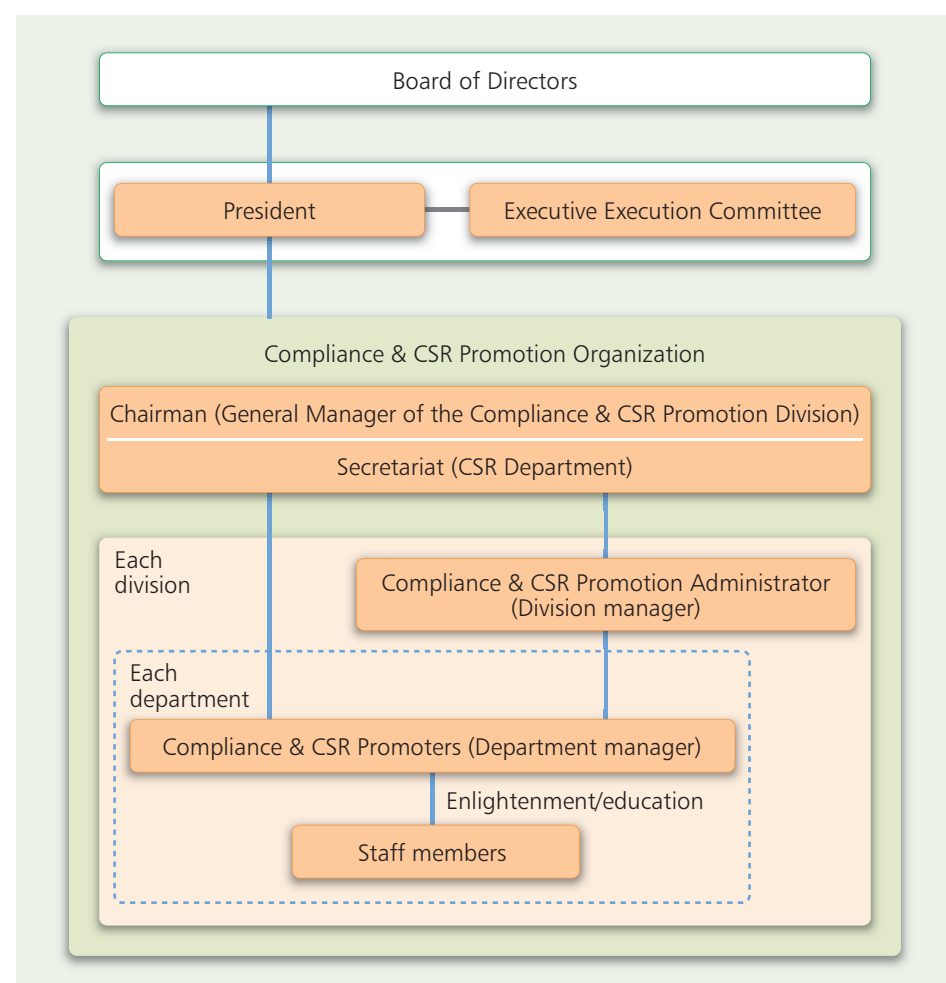 Board of Directors
President
Executive Execution Committee
Compliance & CSR Promotion Organization
Chairman (General Manager of the Compliance & CSR Promotion Division)
Secretariat (CSR Department)
Each
division
Compliance & CSR Promotion Administrator
(Division manager)
Each
department
Compliance & CSR Promoters (Department manager)
Enlightenment/education
Staff members